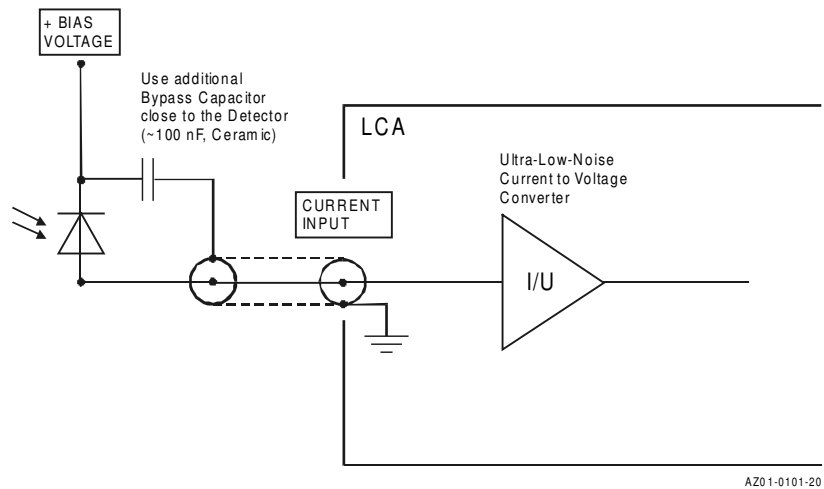 + BIAS
VOLTAGE
Use additional
Bypass Capacitor
close to the Detector
(~100 nF, Ceramic)
LCA
CURRENT
INPUT
Ultra-Low-Noise
Current to Voltage
Converter
I/U
AZ01-0101-20